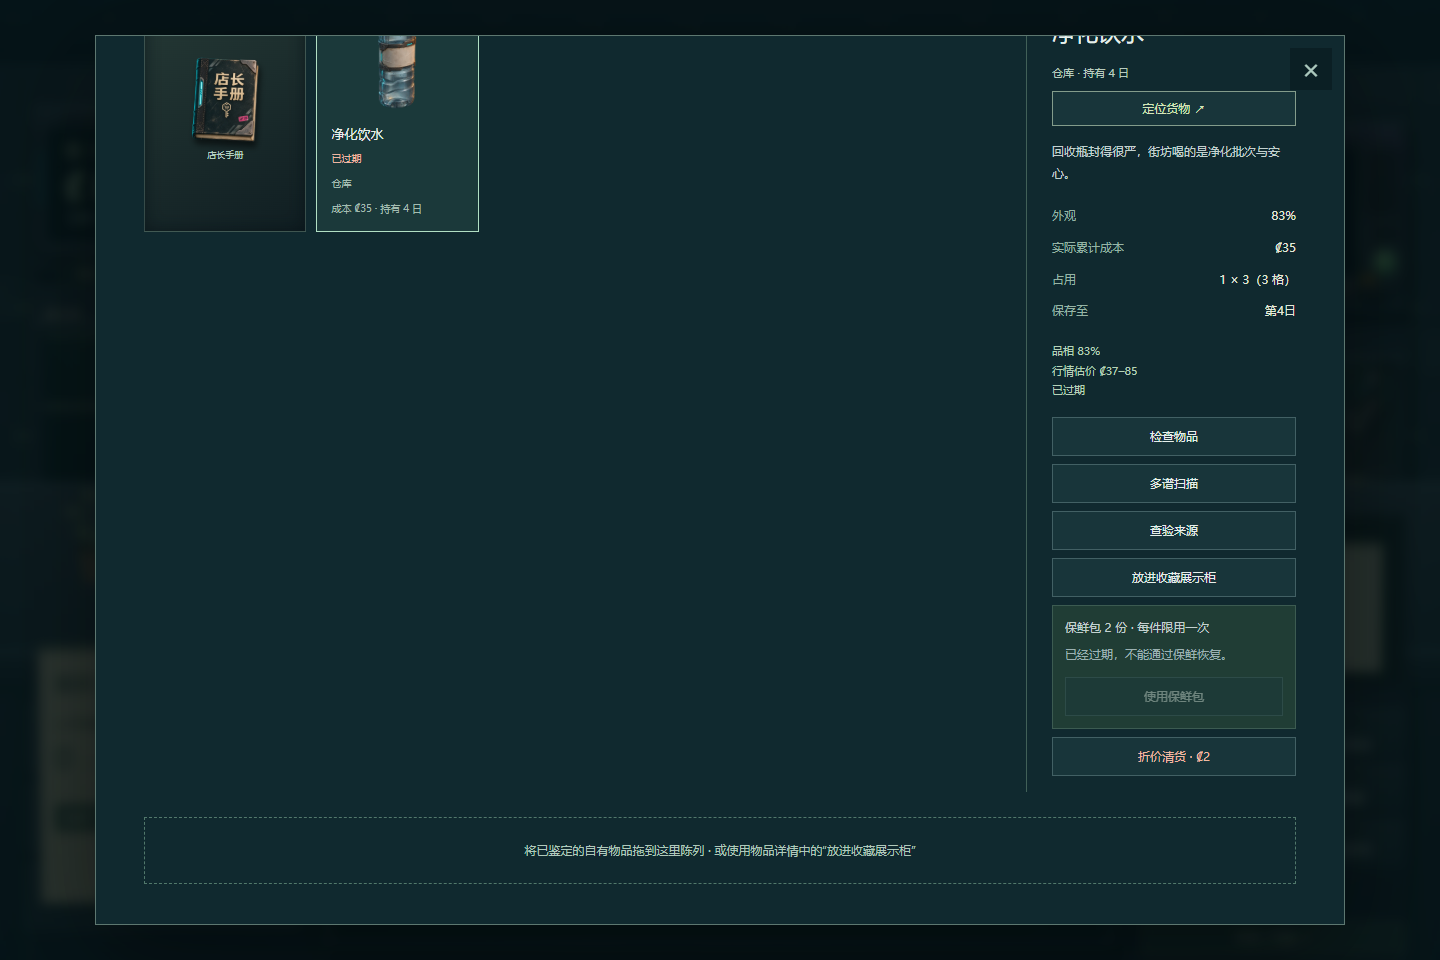 店长
手册
店长手册
净化饮水
已过期
仓库
成本 ₡35 · 持有 4 日
净化饮水
仓库 · 持有 4 日
定位货物 ↗
回收瓶封得很严，街坊喝的是净化批次与安
心。
外观 83%
实际累计成本 ₡35
占用 1 × 3（3 格）
保存至 第4日
品相 83%
行情估价 ₡37–85
已过期
检查物品
多谱扫描
查验来源
放进收藏展示柜
保鲜包 2 份 · 每件限用一次
已经过期，不能通过保鲜恢复。
使用保鲜包
折价清货 · ₡2
将已鉴定的自有物品拖到这里陈列 · 或使用物品详情中的“放进收藏展示柜”